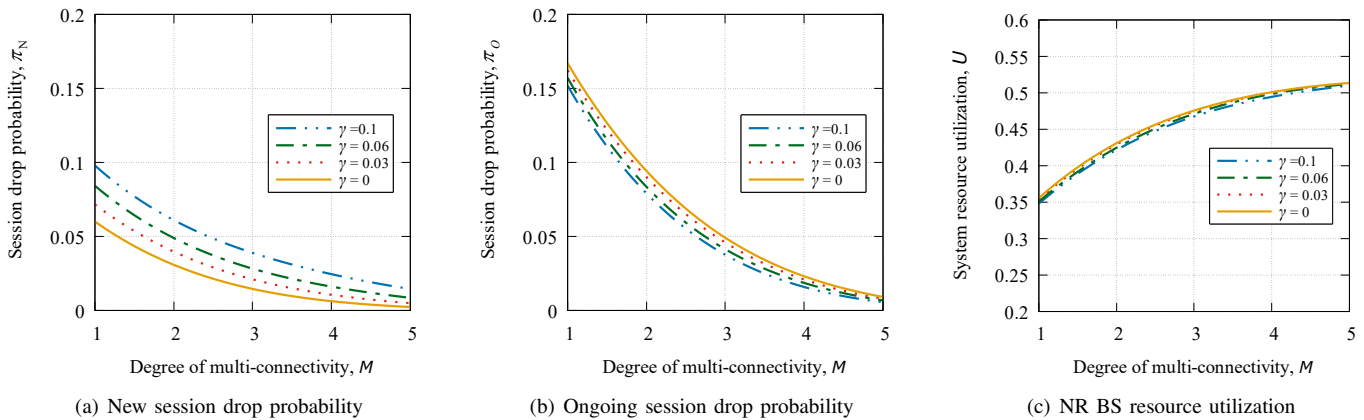 0.2
0.15
0.1
0.05
0
1
2
3
4
5
Session drop probability, π_N
Degree of multi-connectivity, M
γ =0.1
γ = 0.06
γ = 0.03
γ = 0
(a) New session drop probability
0.2
0.15
0.1
0.05
0
1
2
3
4
5
Session drop probability, π_O
Degree of multi-connectivity, M
γ =0.1
γ = 0.06
γ = 0.03
γ = 0
(b) Ongoing session drop probability
0.6
0.55
0.5
0.45
0.4
0.35
0.3
0.25
0.2
1
2
3
4
5
System resource utilization, U
Degree of multi-connectivity, M
γ =0.1
γ = 0.06
γ = 0.03
γ = 0
(c) NR BS resource utilization